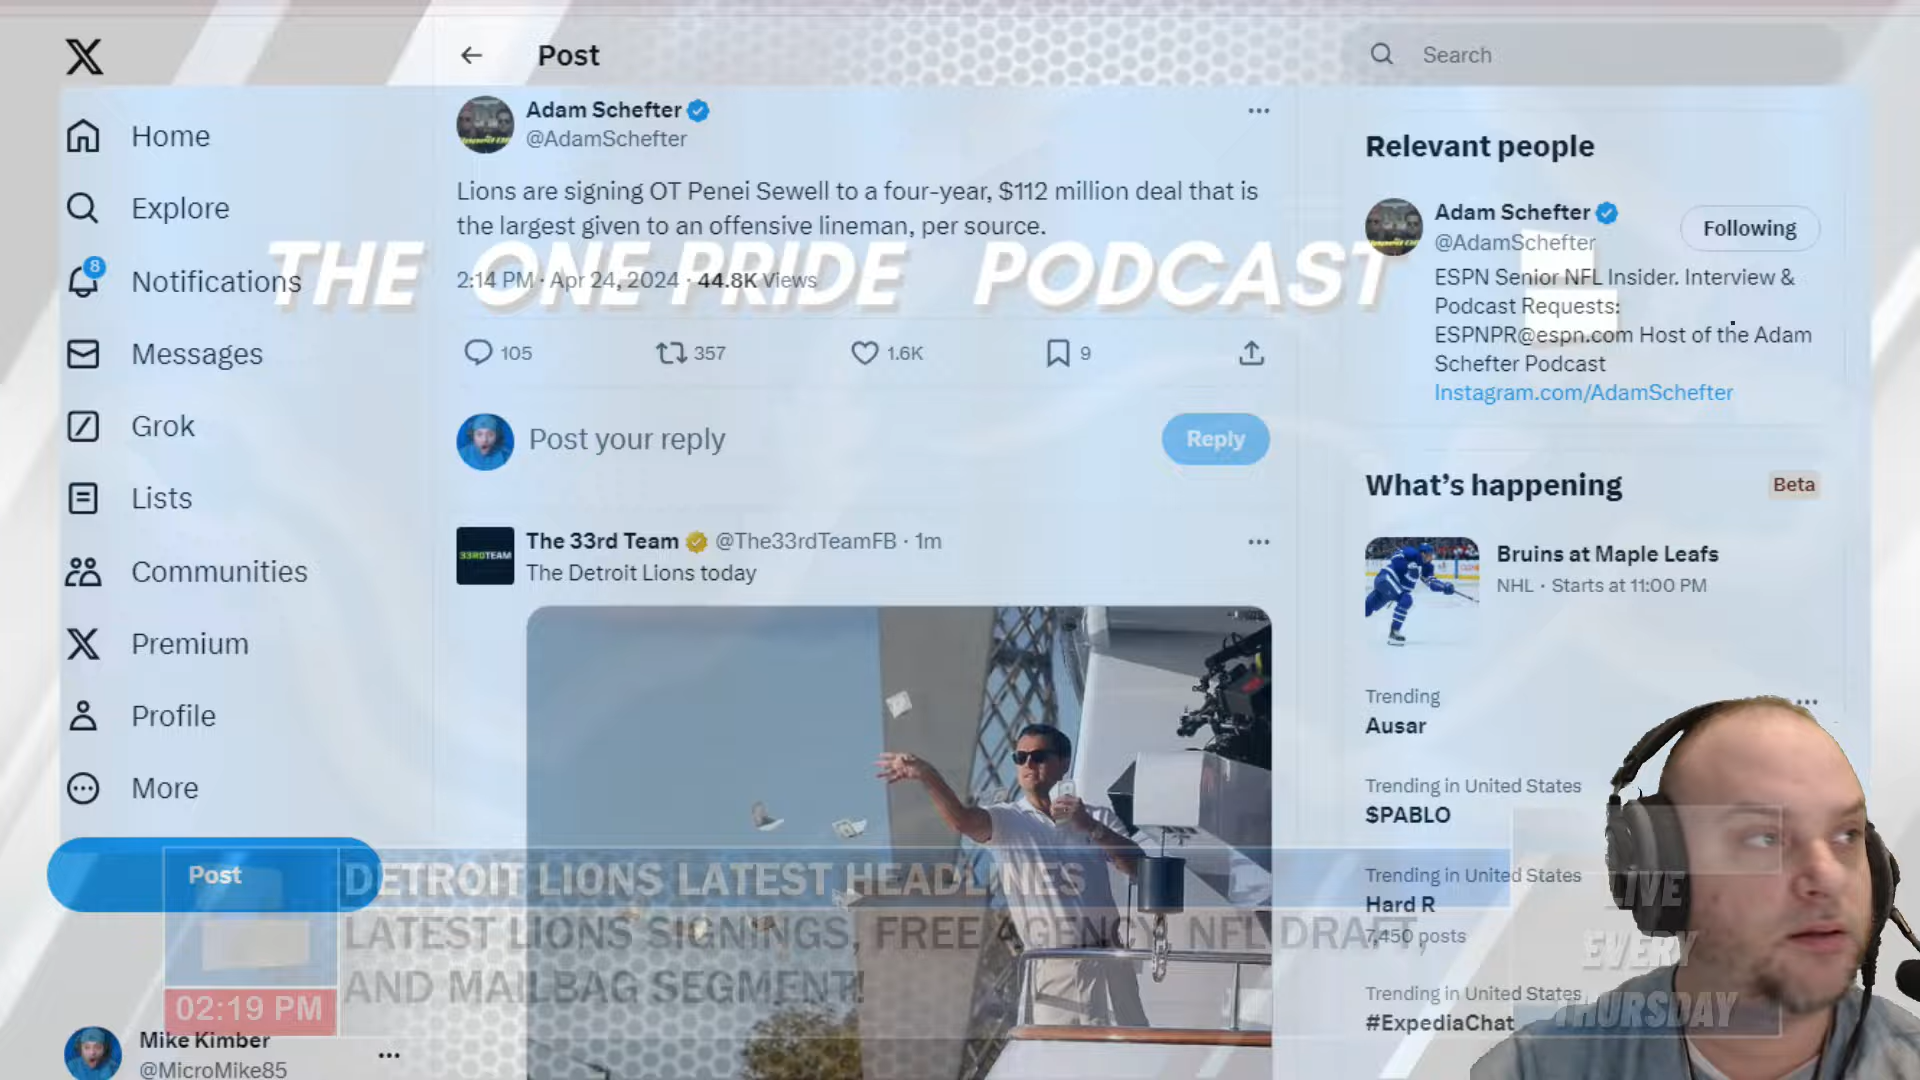 Post
Search
Home
Explore
8
Notifications
Messages
Grok
Lists
Communities
Premium
Profile
More
Post
Mike Kimber
@MicroMike85
Adam Schefter
@AdamSchefter
Lions are signing OT Penei Sewell to a four-year, $112 million deal that is
the largest given to an offensive lineman, per source.
THE ONE PRIDE PODCAST
2:14 PM · Apr 24, 2024 · 44.8K Views
105 357 1.6K 9
Post your reply
Reply
33RDTEAM
The 33rd Team @The33rdTeamFB · 1m
The Detroit Lions today
Relevant people
Adam Schefter
@AdamSchefter
Following
ESPN Senior NFL Insider. Interview &
Podcast Requests:
ESPNPR@espn.com Host of the Adam
Schefter Podcast
Instagram.com/AdamSchefter
What's happening
Beta
Bruins at Maple Leafs
NHL · Starts at 11:00 PM
Trending
Ausar
Trending in United States
$PABLO
Trending in United States
Hard R
7,450 posts
Trending in United States
#ExpediaChat
DETROIT LIONS LATEST HEADLINES
LATEST LIONS SIGNINGS, FREE AGENCY, NFL DRAFT,
AND MAILBAG SEGMENT!
02:19 PM
LIVE
EVERY
THURSDAY